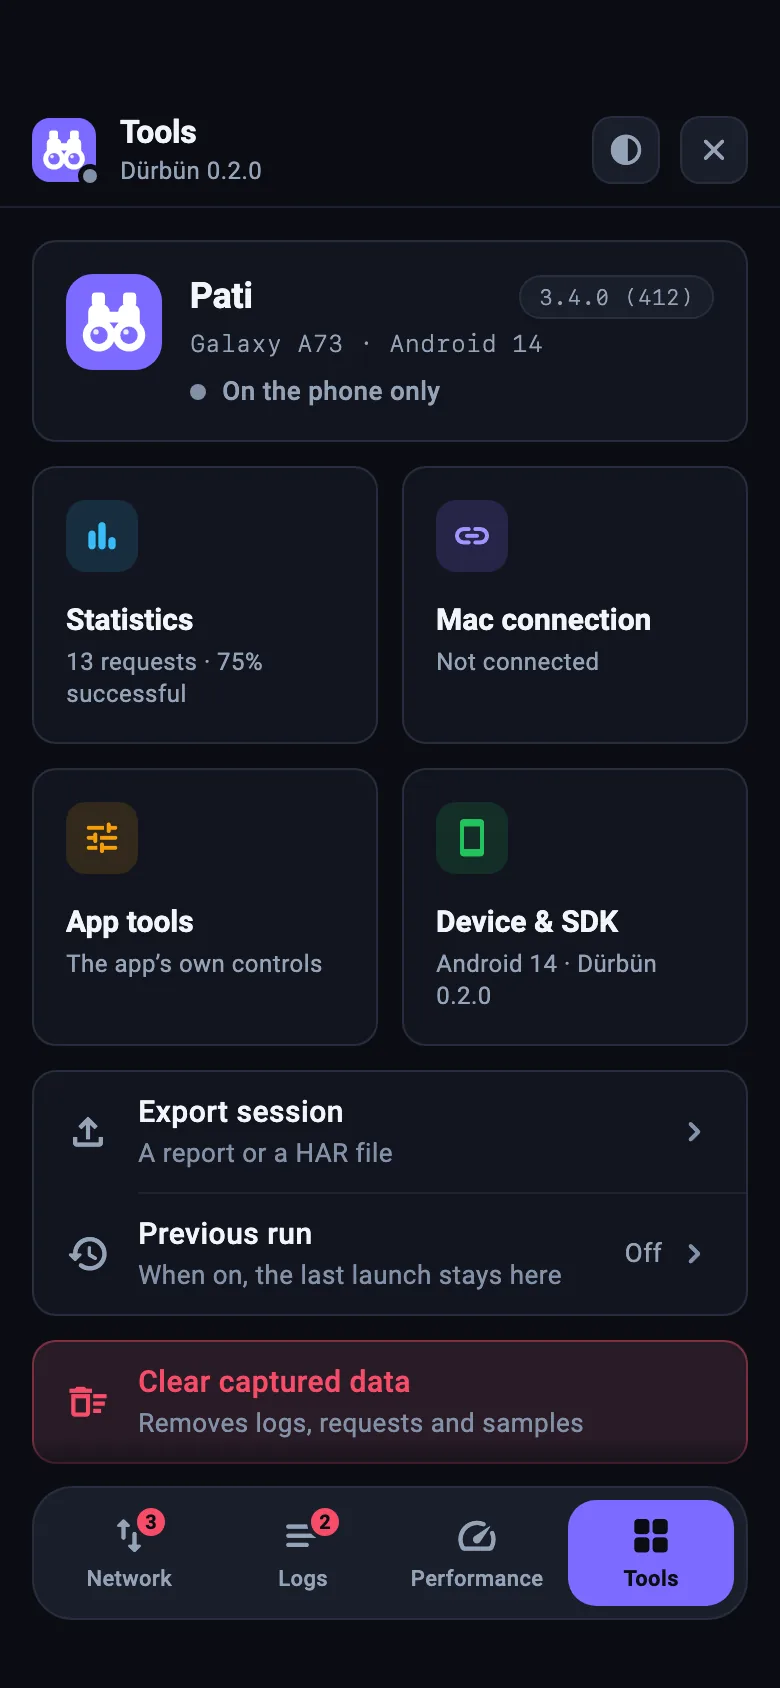 Tools
Dürbün 0.2.0
Pati
3.4.0 (412)
Galaxy A73 · Android 14
On the phone only
Statistics
13 requests · 75%
successful
Mac connection
Not connected
App tools
The app’s own controls
Device & SDK
Android 14 · Dürbün
0.2.0
Export session
A report or a HAR file
Previous run
When on, the last launch stays here
Off
Clear captured data
Removes logs, requests and samples
3
Network
2
Logs
Performance
Tools